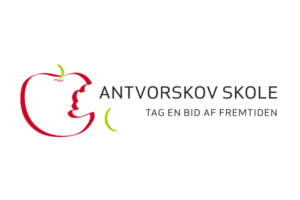 ANTVORSKOV SKOLE
TAG EN BID AF FREMTIDEN